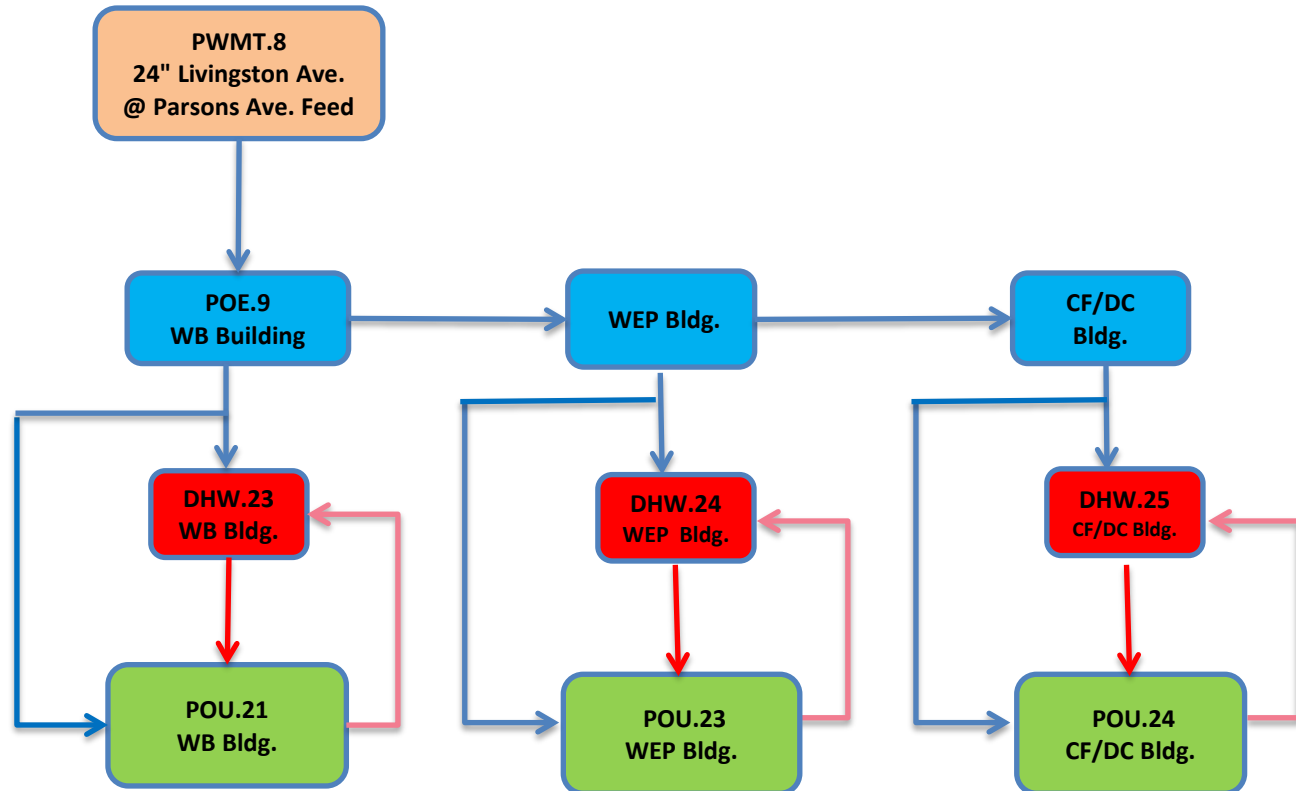 PWMT.8
24" Livingston Ave.
@ Parsons Ave. Feed
POE.9
WB Building
WEP Bldg.
CF/DC
Bldg.
DHW.23
WB Bldg.
DHW.24
WEP Bldg.
DHW.25
CF/DC Bldg.
POU.21
WB Bldg.
POU.23
WEP Bldg.
POU.24
CF/DC Bldg.